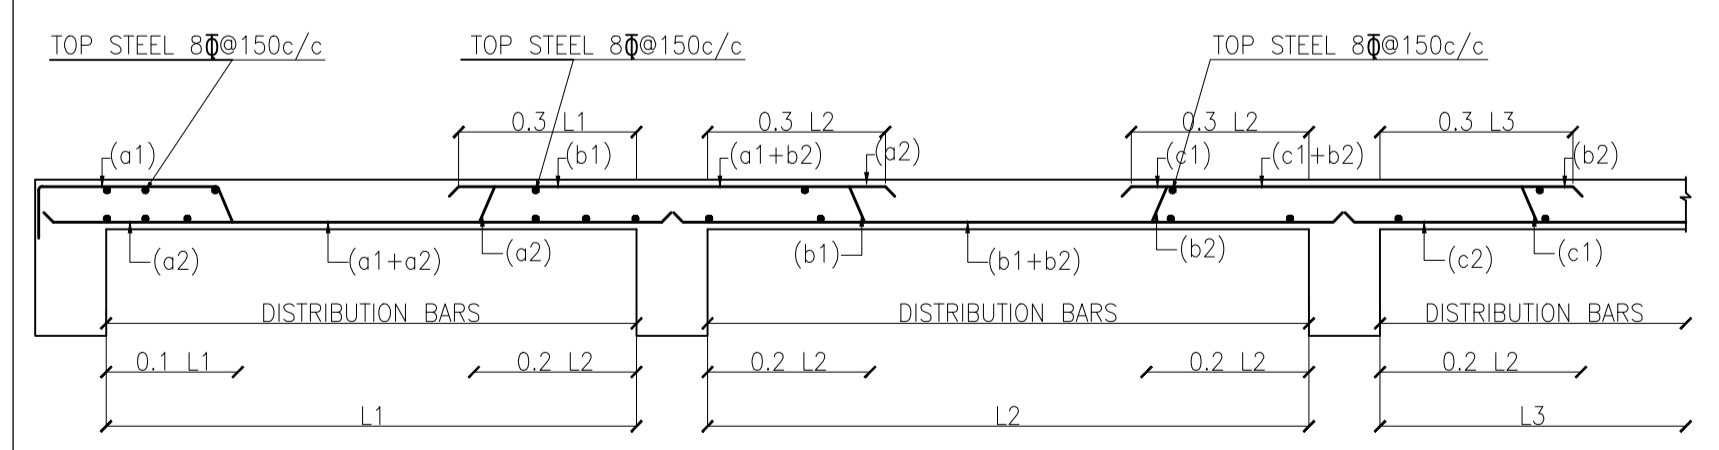 TOP STEEL 8Φ@150c/c
TOP STEEL 8Φ@150c/c
TOP STEEL 8Φ@150c/c
0.3 L1
0.3 L2
0.3 L2
0.3 L3
(a1)
(b1)
(a1+b2)
(a2)
(c1)
(c1+b2)
(b2)
(a2)
(a1+a2)
(a2)
(b1)
(b1+b2)
(b2)
(c2)
(c1)
DISTRIBUTION BARS
DISTRIBUTION BARS
DISTRIBUTION BARS
0.1 L1
0.2 L2
0.2 L2
0.2 L2
0.2 L2
L1
L2
L3